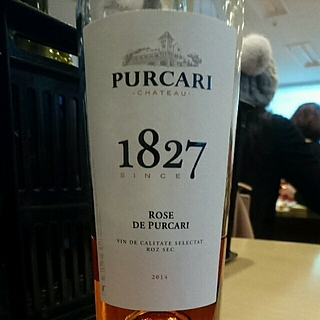 PURCARI
-CHATEAU-
1827
SINCE
ROSE
DE PURCARI
VIN DE CALITATE SELECTAT
ROZ SEC
2014